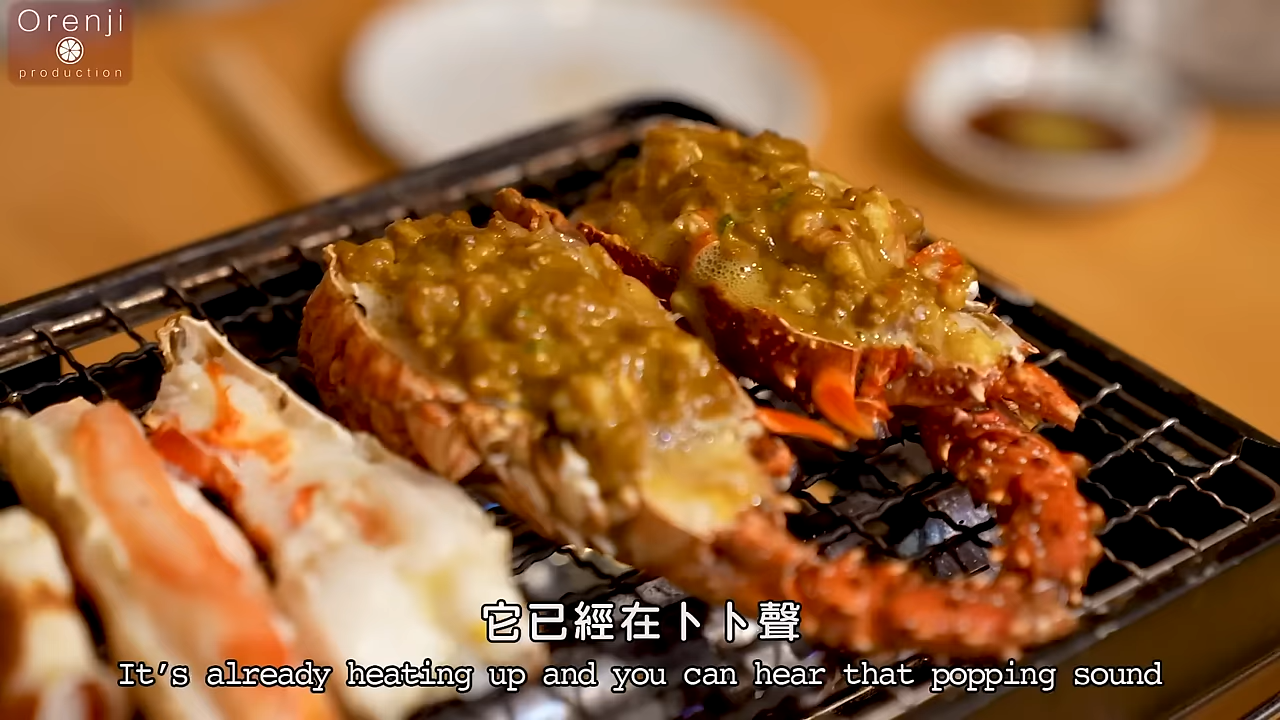 Orenji
production
它已經在卜卜聲
It's already heating up and you can hear that popping sound